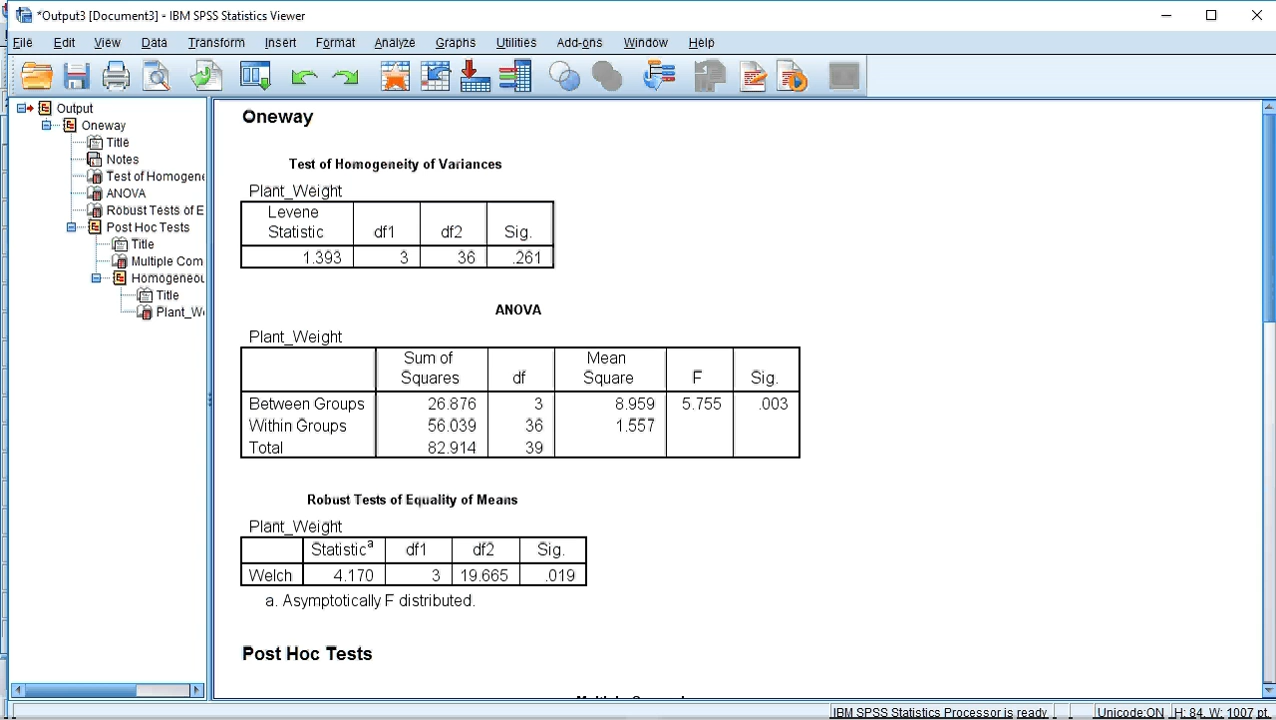 *Output3 [Document3] - IBM SPSS Statistics Viewer
File Edit View Data Transform Insert Format Analyze Graphs Utilities Add-ons Window Help
Output
Oneway
Title
Notes
Test of Homogene
ANOVA
Robust Tests of E
Post Hoc Tests
Title
Multiple Com
Homogeneou
Title
Plant_W
Oneway
Test of Homogeneity of Variances
Plant_Weight
Levene Statistic df1 df2 Sig.
1.393 3 36 .261
ANOVA
Plant_Weight
Sum of Squares df Mean Square F Sig.
Between Groups 26.876 3 8.959 5.755 .003
Within Groups 56.039 36 1.557
Total 82.914 39
Robust Tests of Equality of Means
Plant_Weight
Statistica df1 df2 Sig.
Welch 4.170 3 19.665 .019
a. Asymptotically F distributed.
Post Hoc Tests
IBM SPSS Statistics Processor is ready Unicode:ON H: 84, W: 1007 pt.